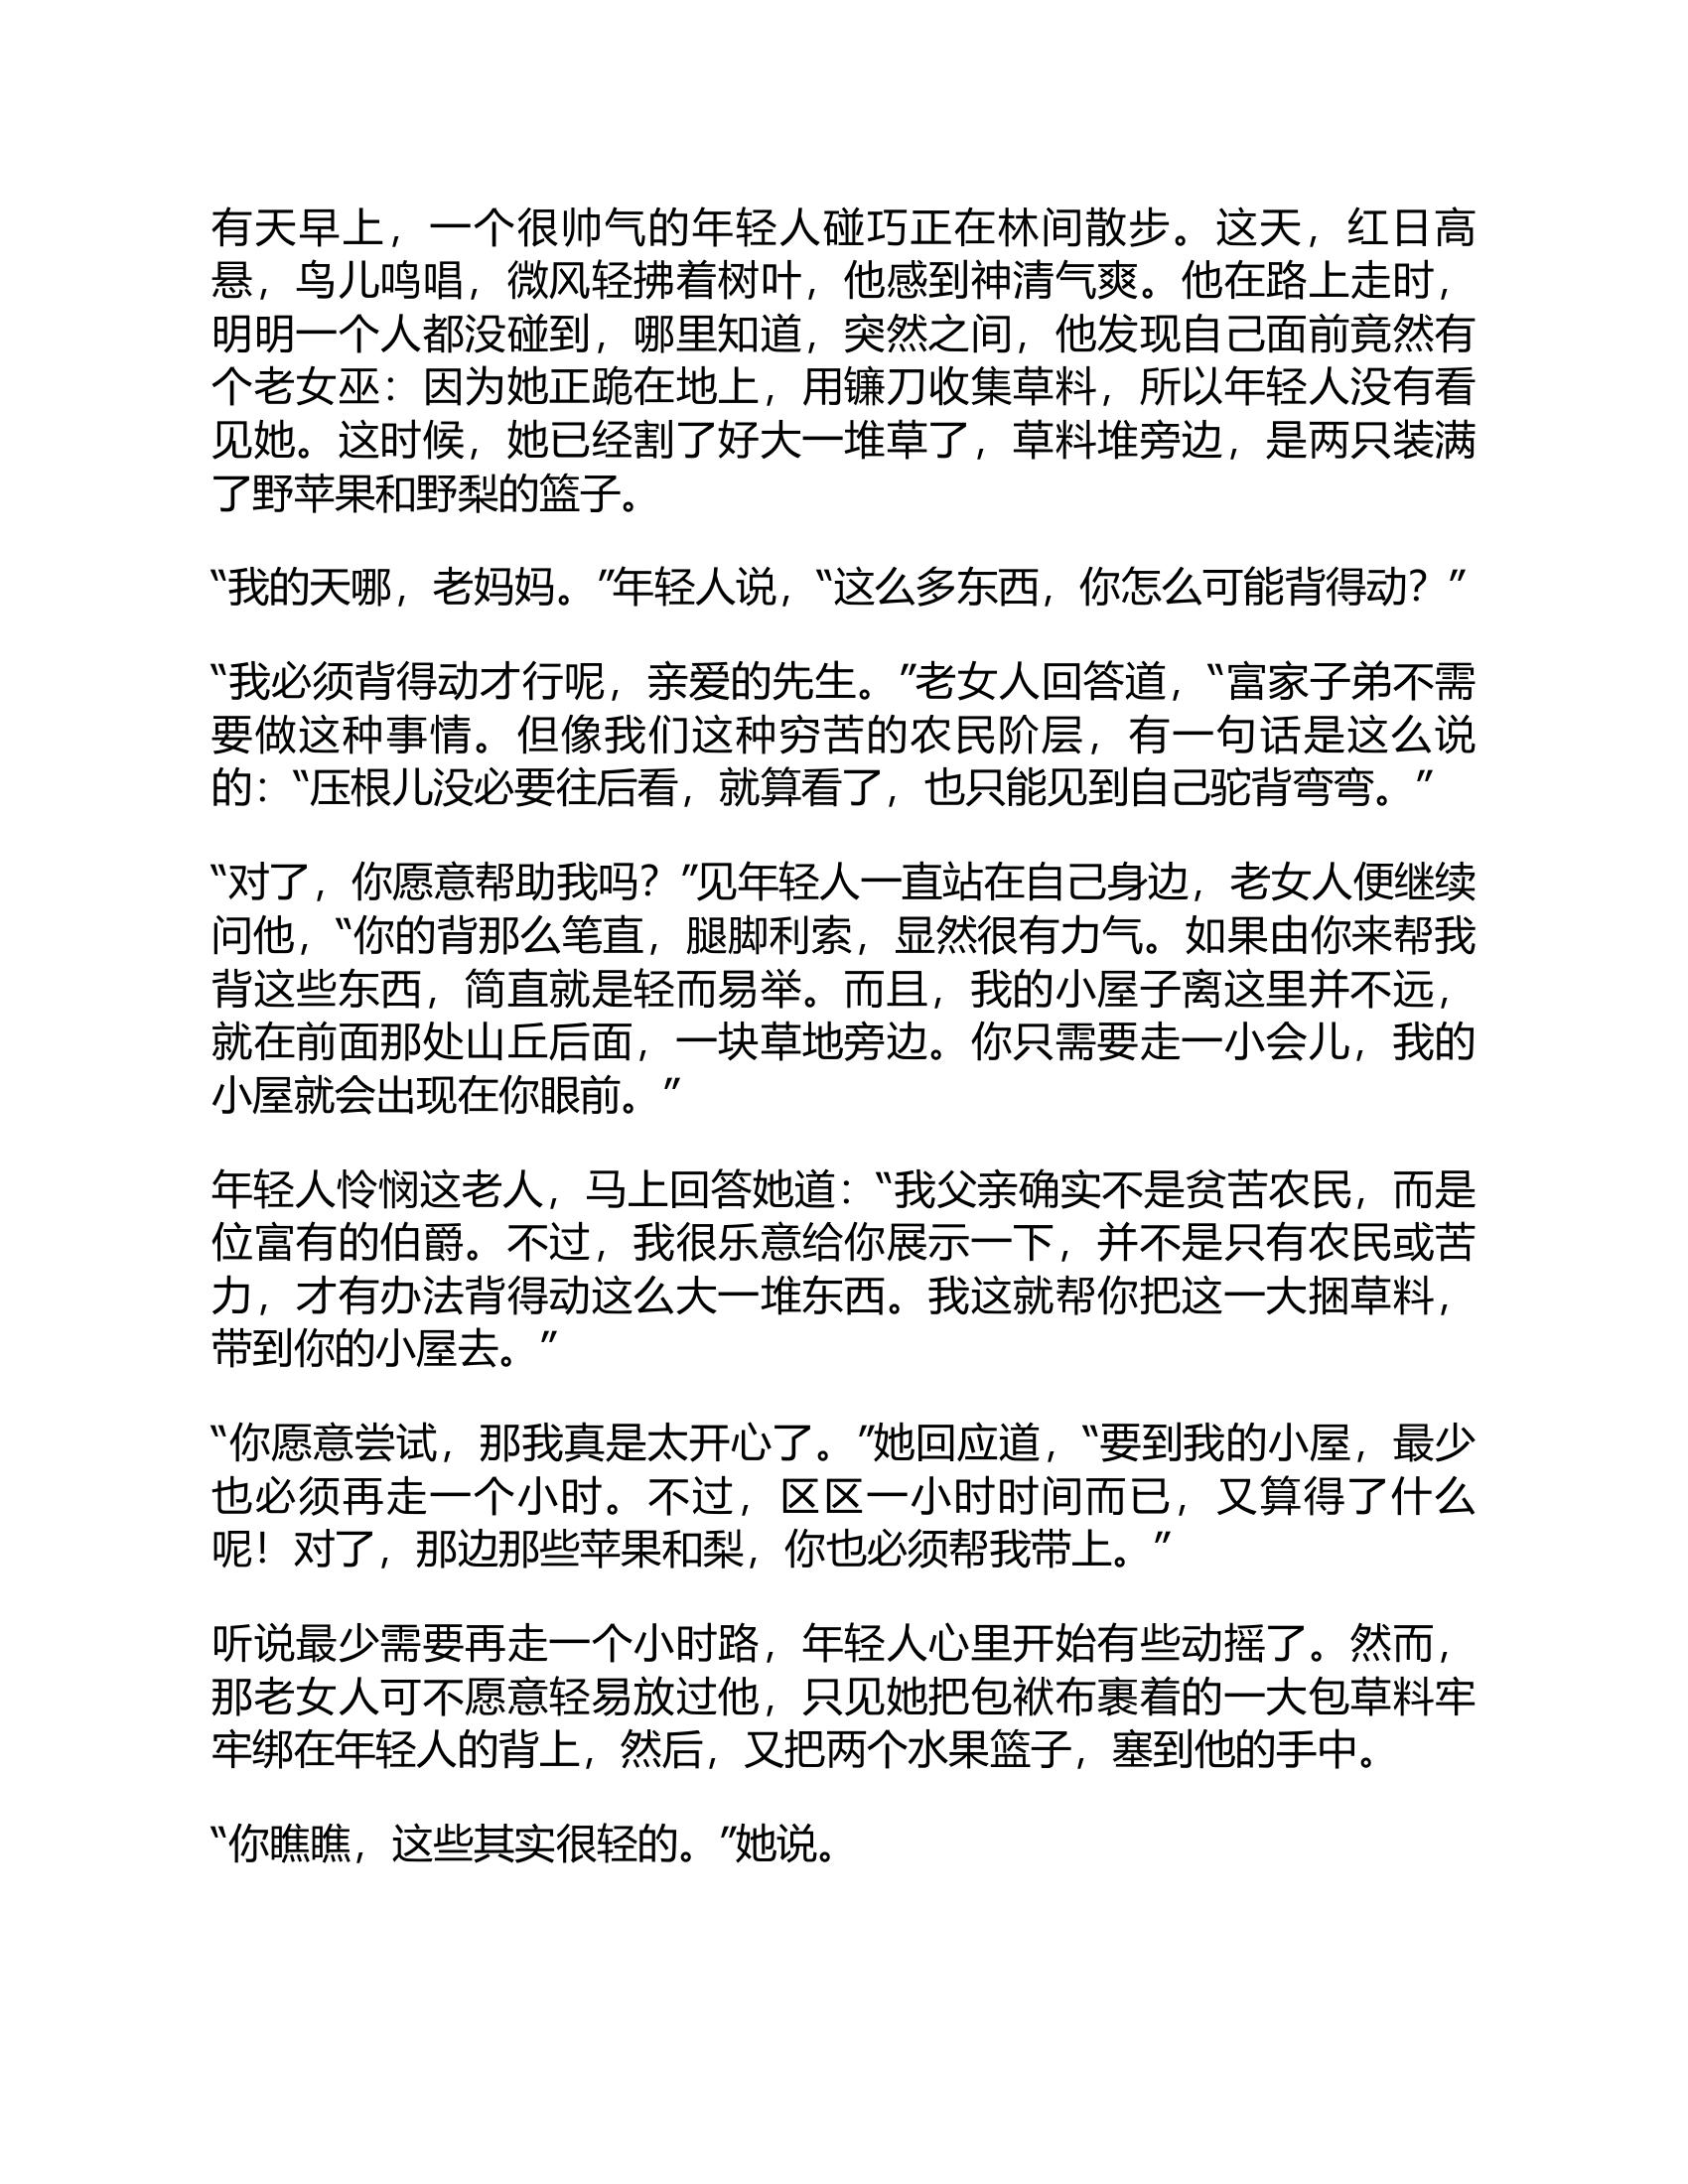 有天早上，一个很帅气的年轻人碰巧正在林间散步。这天，红日高
悬，鸟儿鸣唱，微风轻拂着树叶，他感到神清气爽。他在路上走时，
明明一个人都没碰到，哪里知道，突然之间，他发现自己面前竟然有
个老女巫：因为她正跪在地上，用镰刀收集草料，所以年轻人没有看
见她。这时候，她已经割了好大一堆草了，草料堆旁边，是两只装满
了野苹果和野梨的篮子。
“我的天哪，老妈妈。”年轻人说，“这么多东西，你怎么可能背得动？”
“我必须背得动才行呢，亲爱的先生。”老女人回答道，“富家子弟不需
要做这种事情。但像我们这种穷苦的农民阶层，有一句话是这么说
的：“压根儿没必要往后看，就算看了，也只能见到自己驼背弯弯。”
“对了，你愿意帮助我吗？”见年轻人一直站在自己身边，老女人便继续
问他，“你的背那么笔直，腿脚利索，显然很有力气。如果由你来帮我
背这些东西，简直就是轻而易举。而且，我的小屋子离这里并不远，
就在前面那处山丘后面，一块草地旁边。你只需要走一小会儿，我的
小屋就会出现在你眼前。”
年轻人怜悯这老人，马上回答她道：“我父亲确实不是贫苦农民，而是
位富有的伯爵。不过，我很乐意给你展示一下，并不是只有农民或苦
力，才有办法背得动这么大一堆东西。我这就帮你把这一大捆草料，
带到你的小屋去。”
“你愿意尝试，那我真是太开心了。”她回应道，“要到我的小屋，最少
也必须再走一个小时。不过，区区一小时时间而已，又算得了什么
呢！对了，那边那些苹果和梨，你也必须帮我带上。”
听说最少需要再走一个小时路，年轻人心里开始有些动摇了。然而，
那老女人可不愿意轻易放过他，只见她把包袱布裹着的一大包草料牢
牢绑在年轻人的背上，然后，又把两个水果篮子，塞到他的手中。
“你瞧瞧，这些其实很轻的。”她说。